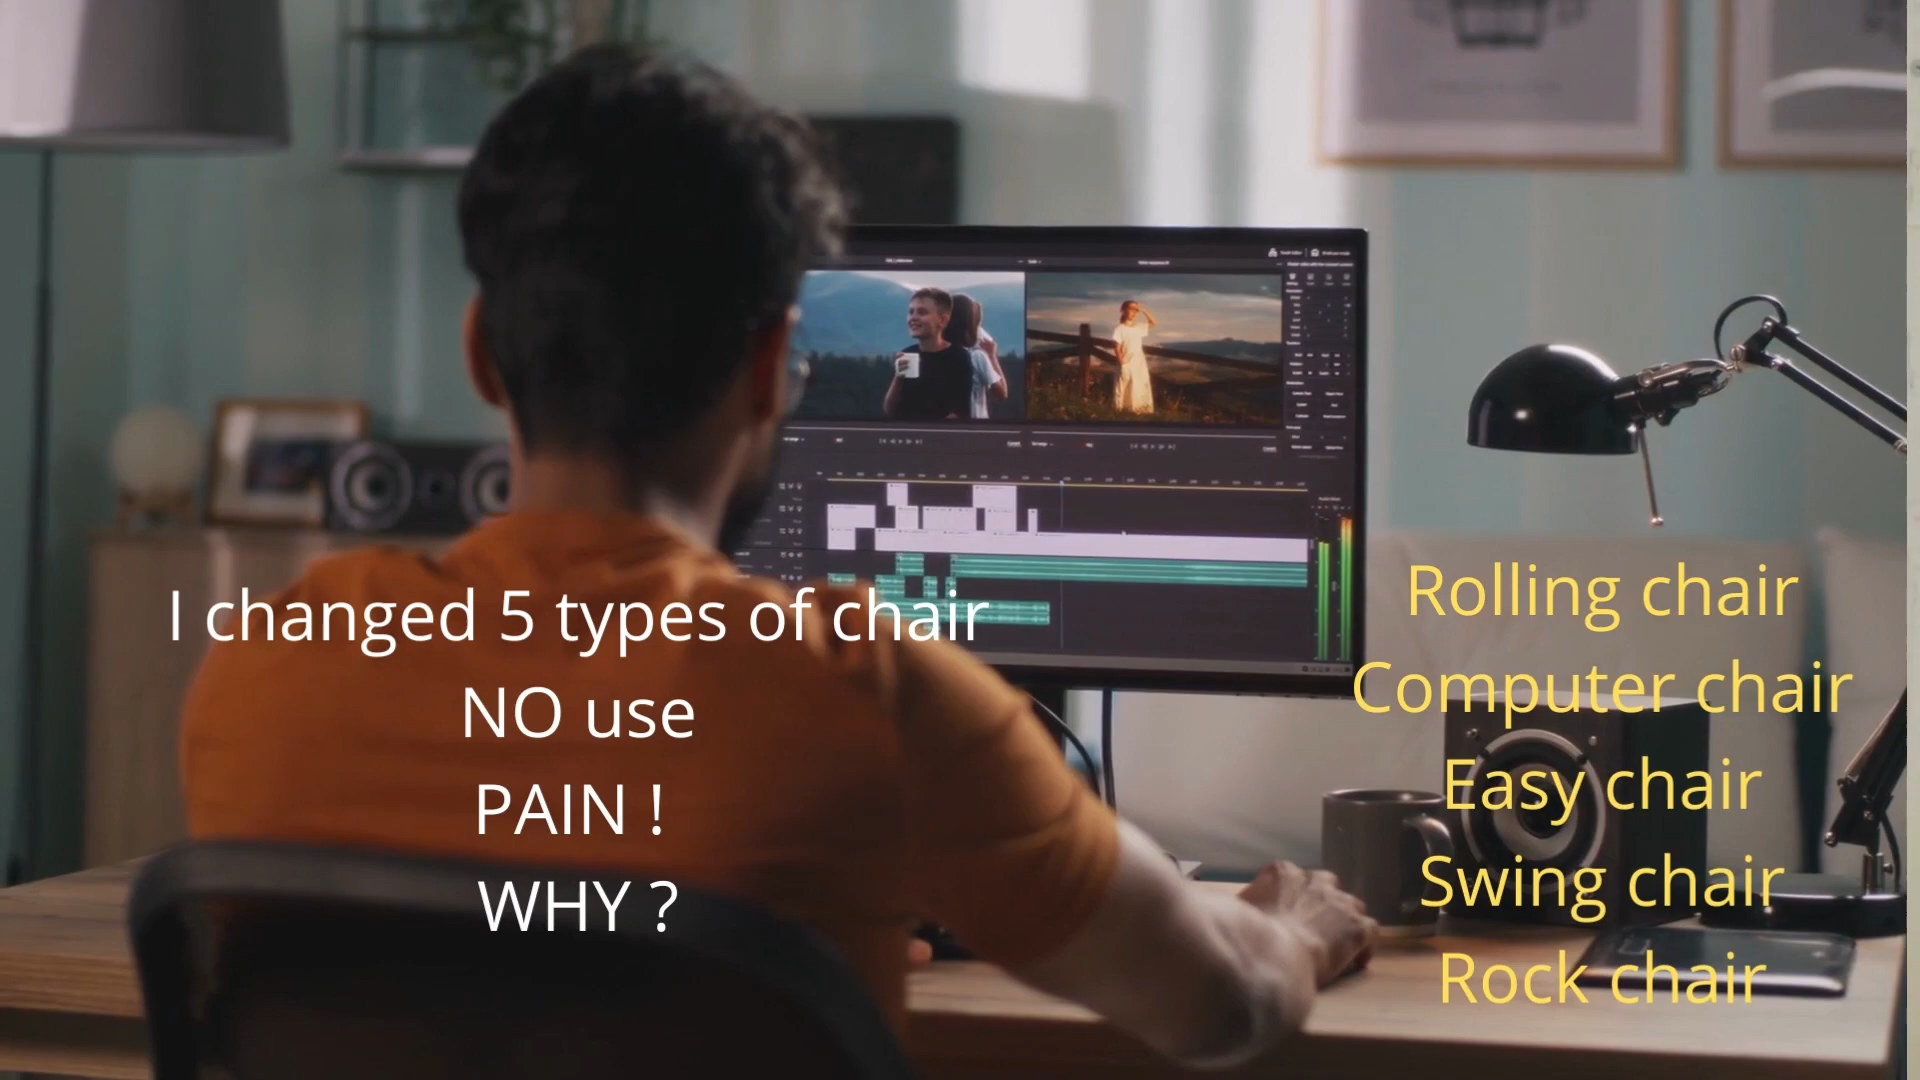 I changed 5 types of chair
NO use
PAIN !
WHY ?
Rolling chair
Computer chair
Easy chair
Swing chair
Rock chair